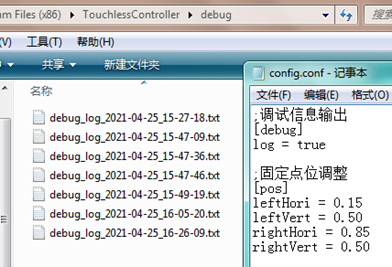 am Files (x86) ▸ TouchlessController ▸ debug
搜索
(V) 工具(T) 帮助(H)
共享 新建文件夹
config.conf - 记事本
名称
文件(F) 编辑(E) 格式(O)
debug_log_2021-04-25_15-27-18.txt
debug_log_2021-04-25_15-47-09.txt
debug_log_2021-04-25_15-47-36.txt
debug_log_2021-04-25_15-47-46.txt
debug_log_2021-04-25_15-49-19.txt
debug_log_2021-04-25_16-05-20.txt
debug_log_2021-04-25_16-26-09.txt
;调试信息输出
[debug]
log = true
;固定点位调整
[pos]
leftHori = 0.15
leftVert = 0.50
rightHori = 0.85
rightVert = 0.50